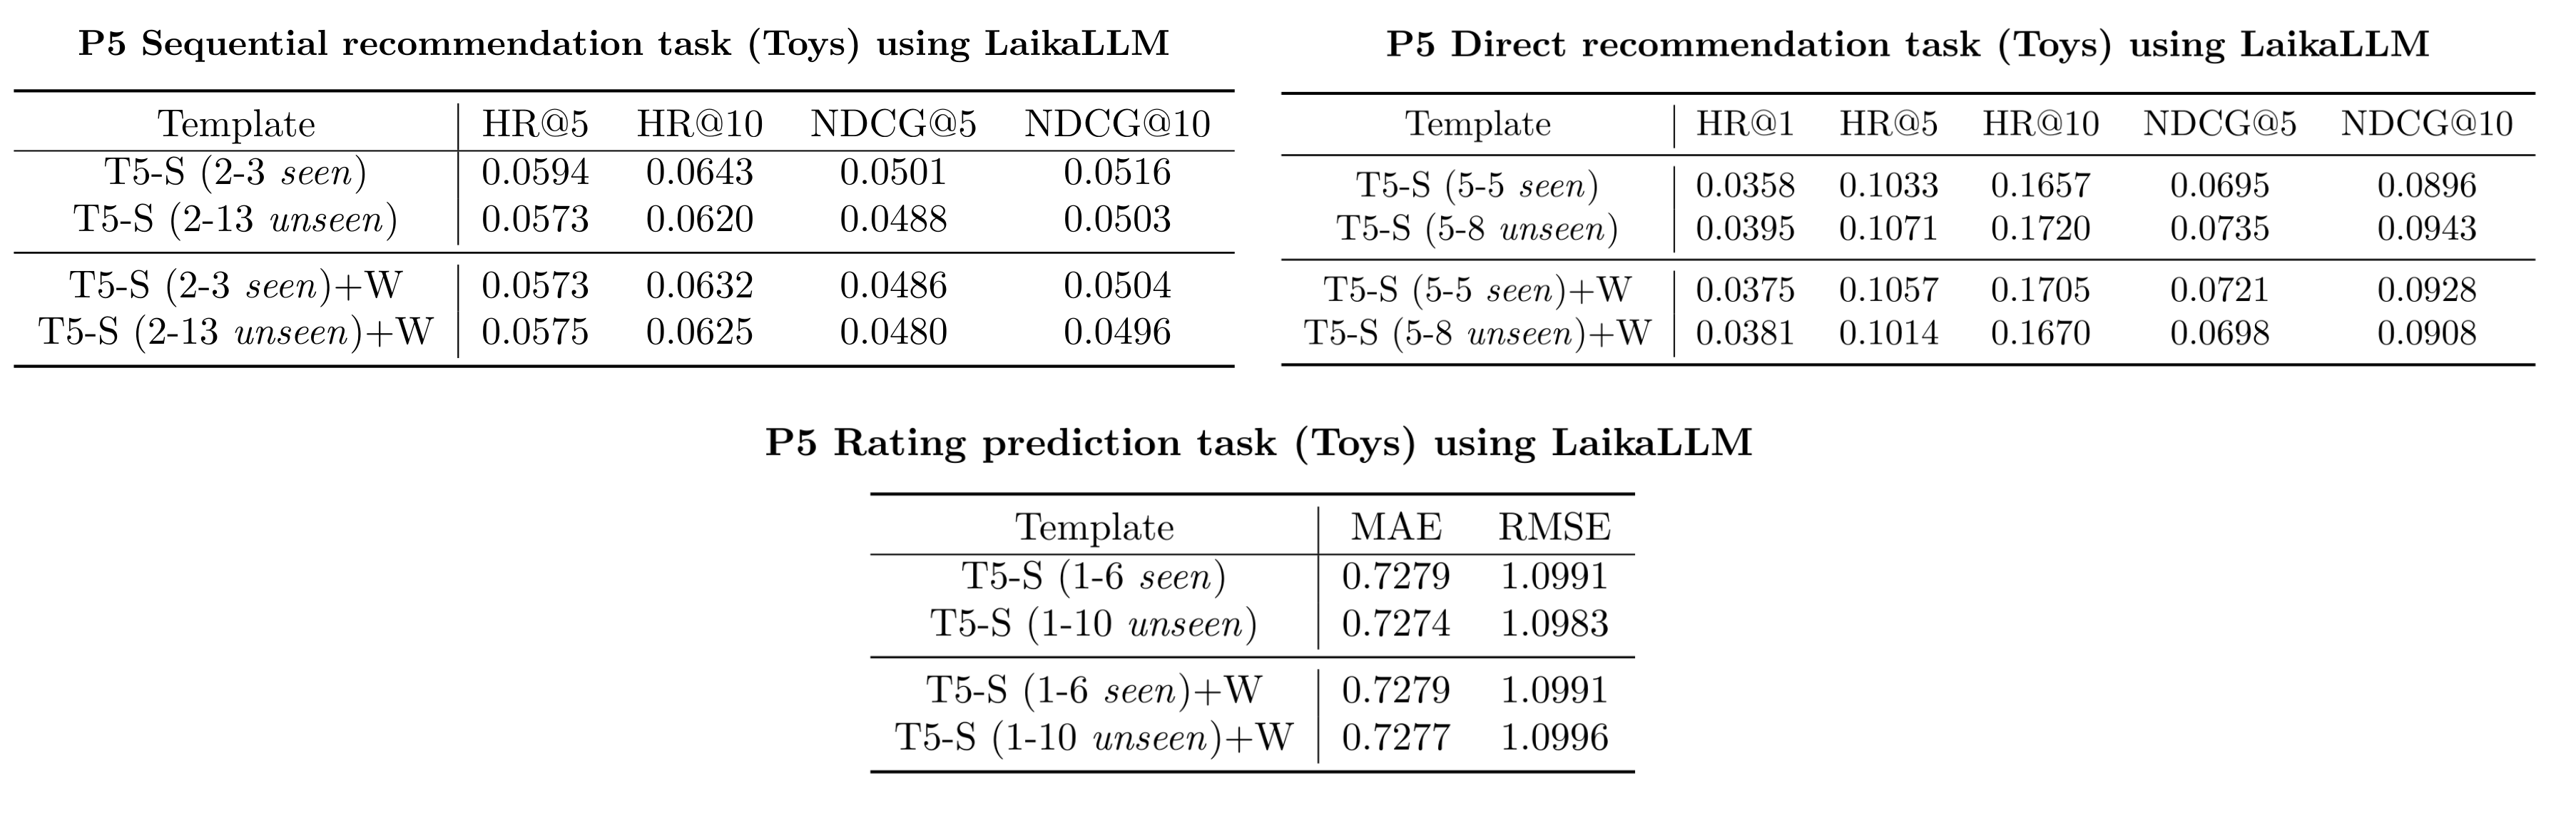 P5 Sequential recommendation task (Toys) using LaikaLLM
Template HR@5 HR@10 NDCG@5 NDCG@10
T5-S (2-3 seen) 0.0594 0.0643 0.0501 0.0516
T5-S (2-13 unseen) 0.0573 0.0620 0.0488 0.0503
T5-S (2-3 seen)+W 0.0573 0.0632 0.0486 0.0504
T5-S (2-13 unseen)+W 0.0575 0.0625 0.0480 0.0496
P5 Direct recommendation task (Toys) using LaikaLLM
Template HR@1 HR@5 HR@10 NDCG@5 NDCG@10
T5-S (5-5 seen) 0.0358 0.1033 0.1657 0.0695 0.0896
T5-S (5-8 unseen) 0.0395 0.1071 0.1720 0.0735 0.0943
T5-S (5-5 seen)+W 0.0375 0.1057 0.1705 0.0721 0.0928
T5-S (5-8 unseen)+W 0.0381 0.1014 0.1670 0.0698 0.0908
P5 Rating prediction task (Toys) using LaikaLLM
Template MAE RMSE
T5-S (1-6 seen) 0.7279 1.0991
T5-S (1-10 unseen) 0.7274 1.0983
T5-S (1-6 seen)+W 0.7279 1.0991
T5-S (1-10 unseen)+W 0.7277 1.0996